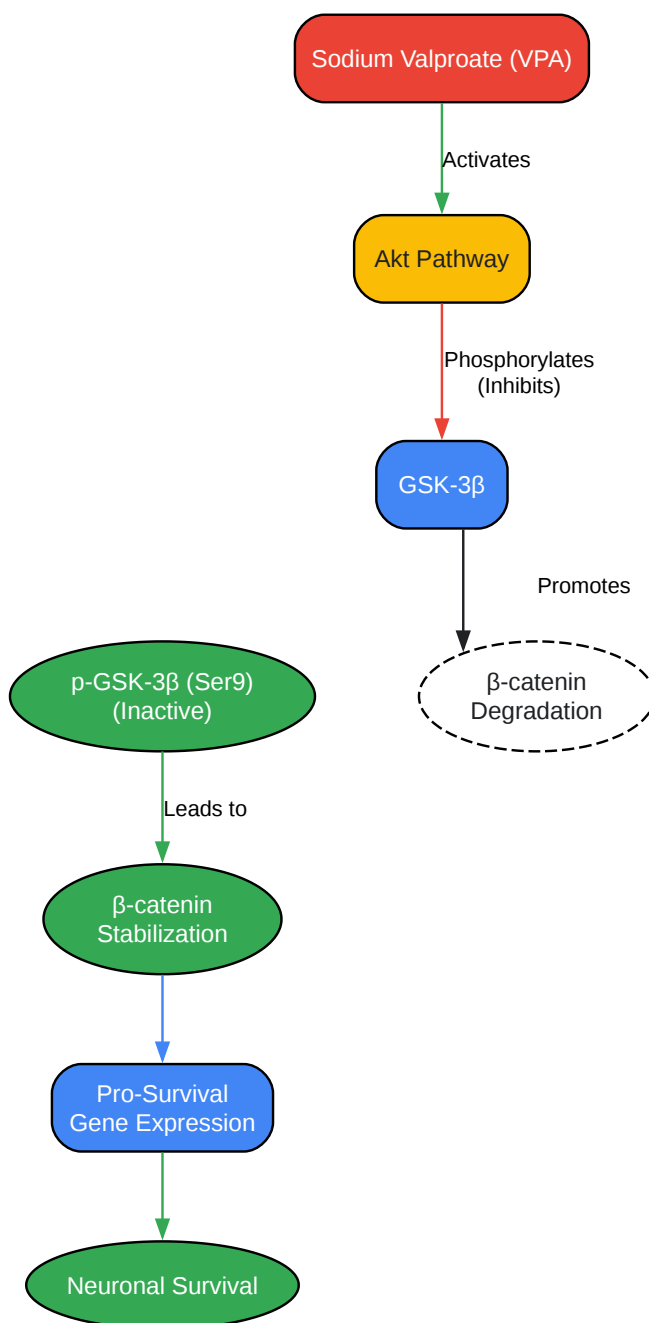 Sodium Valproate (VPA)
Activates
Akt Pathway
Phosphorylates
(Inhibits)
GSK-3β
Promotes
p-GSK-3β (Ser9)
(Inactive)
β-catenin
Degradation
Leads to
β-catenin
Stabilization
Pro-Survival
Gene Expression
Neuronal Survival